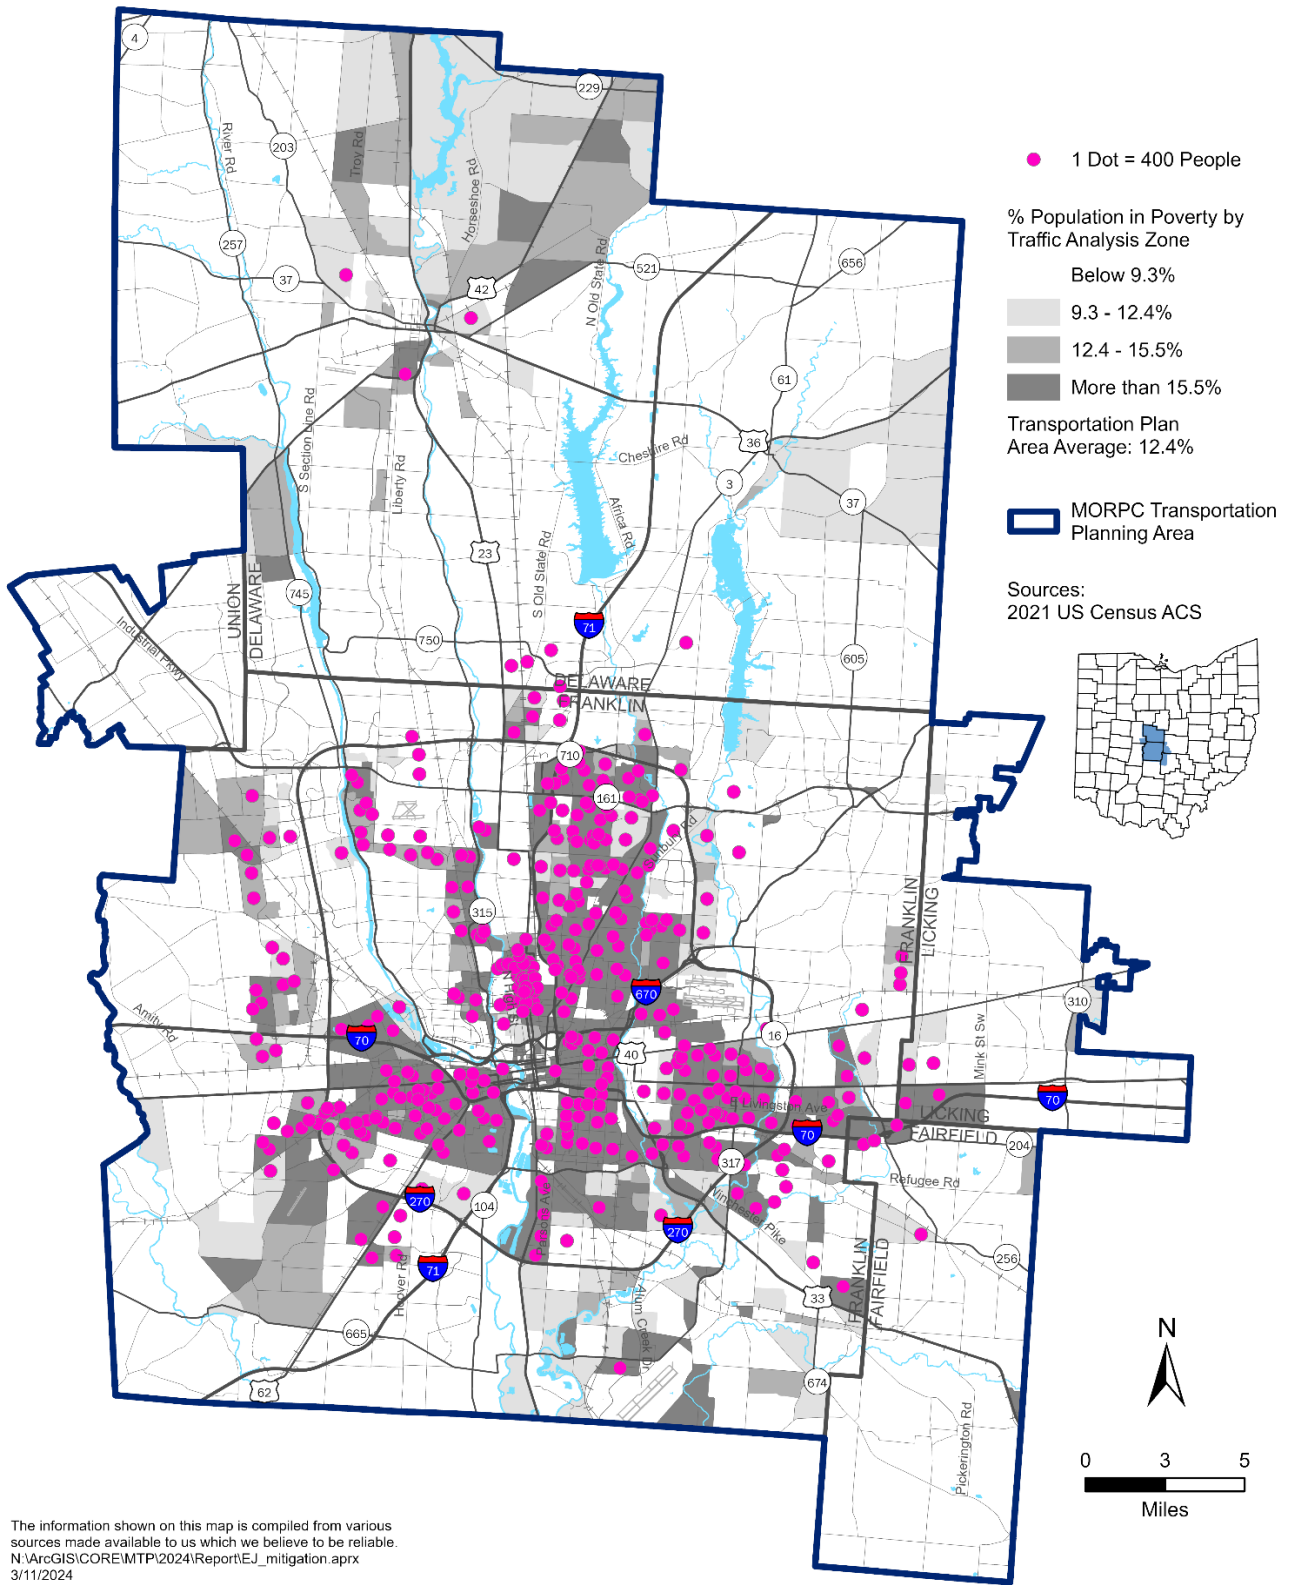 4
229
203
River Rd
Troy Rd
Horseshoe Rd
257
37
42
N Old State Rd
521
656
61
S Section Line Rd
Liberty Rd
Cheshire Rd
36
3
37
Africa Rd
23
S Old State Rd
UNION
DELAWARE
745
Industrial Pkwy
750
71
605
DELAWARE
FRANKLIN
710
161
Sunbury Rd
315
FRANKLIN
LICKING
670
310
Amity Rd
70
16
40
Mink St Sw
E Livingston Ave
70
LICKING
FAIRFIELD
70
204
317
Refugee Rd
270
104
Parsons Ave
Winchester Pike
270
71
Hoover Rd
FRANKLIN
FAIRFIELD
256
33
Alum Creek Dr
665
62
674
Pickerington Rd
1 Dot = 400 People
% Population in Poverty by
Traffic Analysis Zone
Below 9.3%
9.3 - 12.4%
12.4 - 15.5%
More than 15.5%
Transportation Plan
Area Average: 12.4%
MORPC Transportation
Planning Area
Sources:
2021 US Census ACS
N
0 3 5
Miles
The information shown on this map is compiled from various
sources made available to us which we believe to be reliable.
N:\ArcGIS\CORE\MTP\2024\Report\EJ_mitigation.aprx
3/11/2024